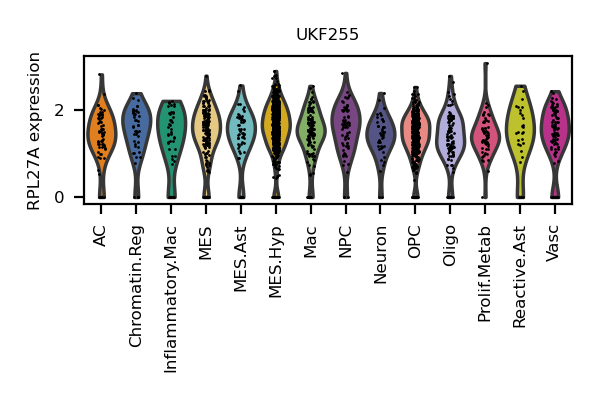 UKF255
RPL27A expression
2
0
AC
Chromatin.Reg
Inflammatory.Mac
MES
MES.Ast
MES.Hyp
Mac
NPC
Neuron
OPC
Oligo
Prolif.Metab
Reactive.Ast
Vasc